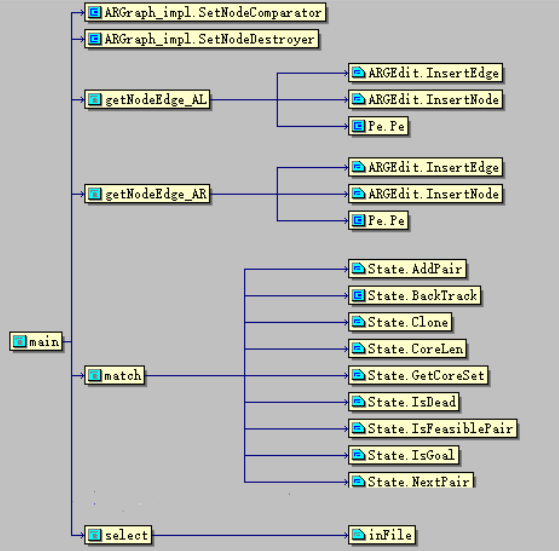 ARGraph_impl.SetNodeComparator
ARGraph_impl.SetNodeDestroyer
ARGEdit.InsertEdge
getNodeEdge_AL
ARGEdit.InsertNode
Pe.Pe
ARGEdit.InsertEdge
getNodeEdge_AR
ARGEdit.InsertNode
Pe.Pe
State.AddPair
State.BackTrack
State.Clone
main
State.CoreLen
match
State.GetCoreSet
State.IsDead
State.IsFeasiblePair
State.IsGoal
State.NextPair
select
inFile